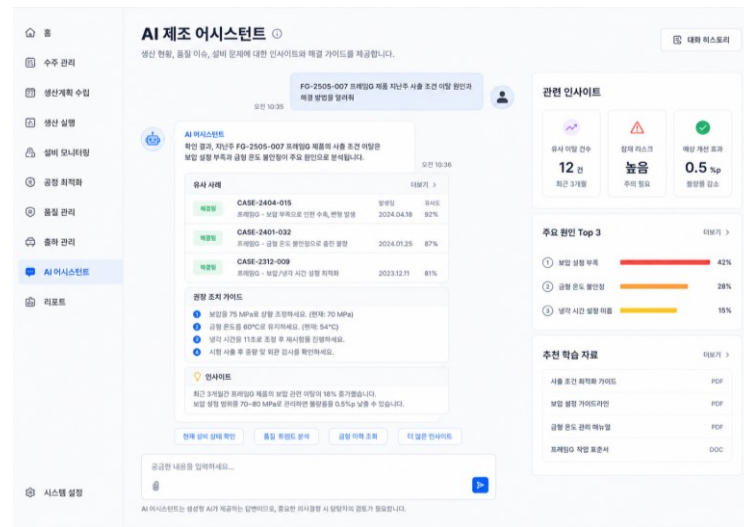 홈
수주 관리
생산계획 수립
생산 실행
설비 모니터링
공정 최적화
품질 관리
출하 관리
AI 어시스턴트
리포트
시스템 설정
AI 제조 어시스턴트
생산 현황, 품질 이슈, 설비 문제에 대한 인사이트와 해결 가이드를 제공합니다.
대화 히스토리
FG-2505-007 프레임G 제품 지난주 사출 조건 이탈 원인과
해결 방법을 알려줘
오전 10:35
AI 어시스턴트
확인 결과, 지난주 FG-2505-007 프레임G 제품의 사출 조건 이탈은
보압 설정 부족과 금형 온도 불안정이 주요 원인으로 분석됩니다.
오전 10:36
유사 사례
더보기 >
발생일 유사도
해결됨 CASE-2404-015
프레임G - 보압 부족으로 인한 수축, 변형 발생 2024.04.18 92%
해결됨 CASE-2401-032
프레임G - 금형 온도 불안정으로 충진 불량 2024.01.25 87%
해결됨 CASE-2312-009
프레임G - 보압/냉각 시간 설정 최적화 2023.12.11 81%
권장 조치 가이드
1 보압을 75 MPa로 상향 조정하세요. (현재: 70 MPa)
2 금형 온도를 60°C로 유지하세요. (현재: 54°C)
3 냉각 시간을 11초로 조정 후 재시험을 진행하세요.
4 시험 사출 후 중량 및 외관 검사를 확인하세요.
인사이트
최근 3개월간 프레임G 제품의 보압 관련 이탈이 18% 증가했습니다.
보압 설정 범위를 70~80 MPa로 관리하면 불량률을 0.5%p 낮출 수 있습니다.
현재 설비 상태 확인
품질 트렌드 분석
금형 이력 조회
더 많은 인사이트
궁금한 내용을 입력하세요...
AI 어시스턴트는 생성형 AI가 제공하는 답변이므로, 중요한 의사결정 시 담당자의 검토가 필요합니다.
관련 인사이트
유사 이탈 건수
12 건
최근 3개월
잠재 리스크
높음
주의 필요
예상 개선 효과
0.5 %p
불량률 감소
주요 원인 Top 3
더보기 >
1 보압 설정 부족 42%
2 금형 온도 불안정 28%
3 냉각 시간 설정 미흡 15%
추천 학습 자료
더보기 >
사출 조건 최적화 가이드 PDF
보압 설정 가이드라인 PDF
금형 온도 관리 매뉴얼 PDF
프레임G 작업 표준서 DOC